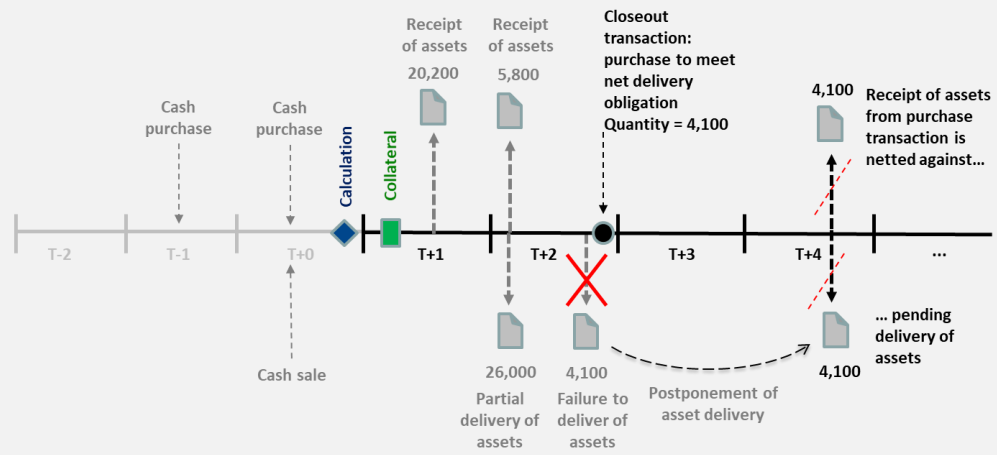 Receipt
of assets
20,200
Receipt
of assets
5,800
Closeout
transaction:
purchase to meet
net delivery
obligation
Quantity = 4,100
4,100
Receipt of assets
from purchase
transaction is
netted against...
Cash
purchase
Cash
purchase
Calculation
Collateral
T-2
T-1
T+0
T+1
T+2
T+3
T+4
...
Cash sale
26,000
Partial
delivery of
assets
4,100
Failure to
deliver of
assets
Postponement of
asset delivery
4,100
... pending
delivery of
assets